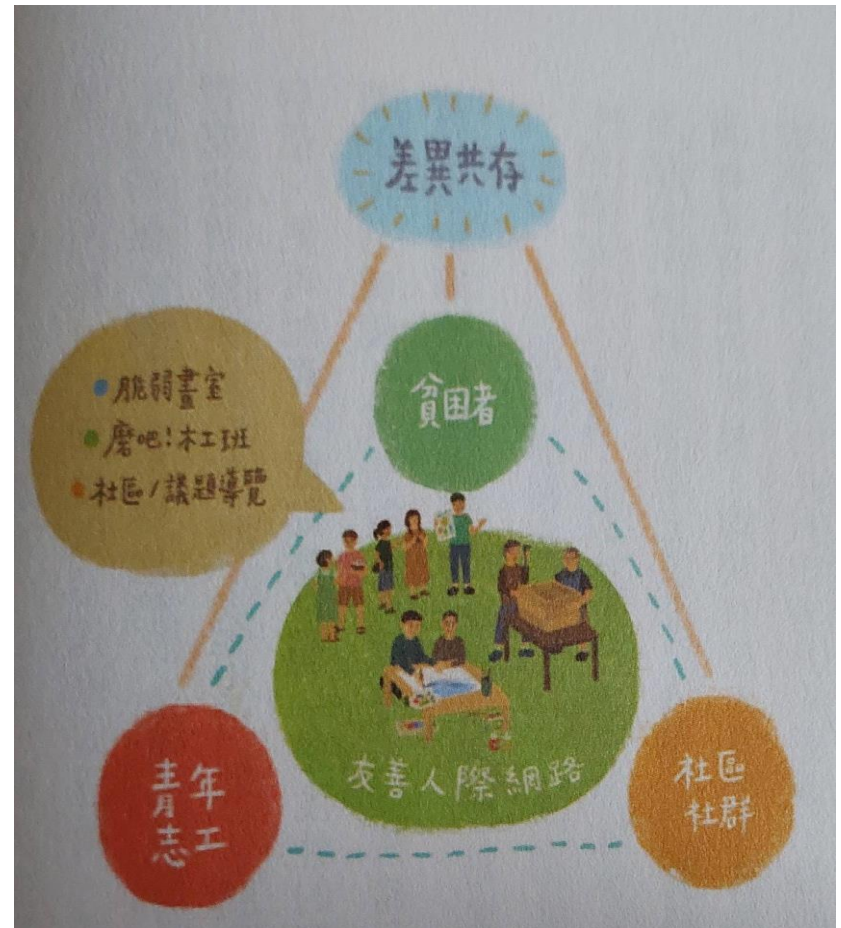 差異共存
貧困者
脆弱畫室
磨吧!木工班
社區/議題導覽
友善人際網路
青年
志工
社區
社群